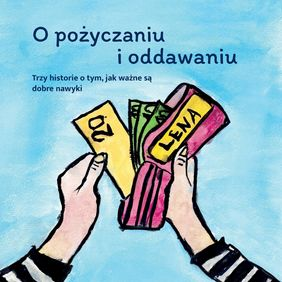 O pożyczaniu
i oddawaniu
Trzy historie o tym, jak ważne są
dobre nawyki
20
LENA